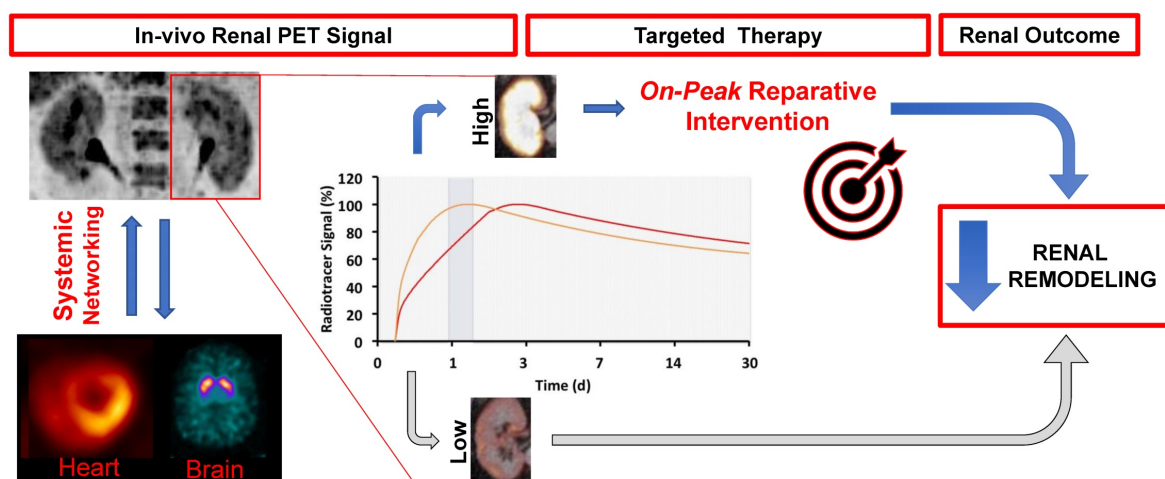 In-vivo Renal PET Signal
Targeted Therapy
Renal Outcome
High
On-Peak Reparative
Intervention
Systemic
Networking
120
100
80
60
40
20
0
Radiotracer Signal (%)
0 1 3 7 14 30
Time (d)
RENAL
REMODELING
Low
Heart
Brain